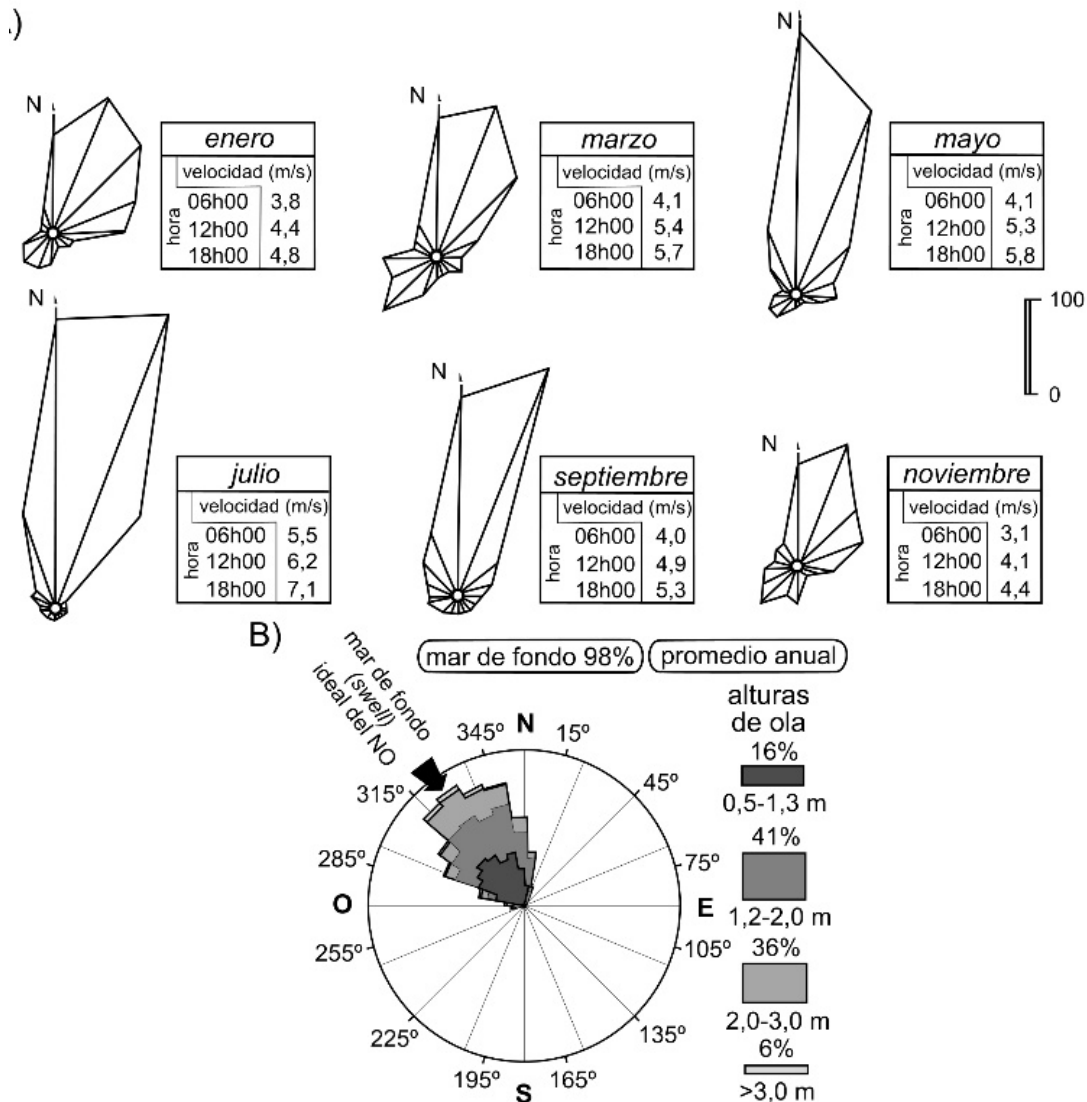 .)
N
enero
velocidad (m/s)
hora
06h00 3,8
12h00 4,4
18h00 4,8
N
marzo
velocidad (m/s)
hora
06h00 4,1
12h00 5,4
18h00 5,7
N
mayo
velocidad (m/s)
hora
06h00 4,1
12h00 5,3
18h00 5,8
100
0
N
julio
velocidad (m/s)
hora
06h00 5,5
12h00 6,2
18h00 7,1
N
septiembre
velocidad (m/s)
hora
06h00 4,0
12h00 4,9
18h00 5,3
N
noviembre
velocidad (m/s)
hora
06h00 3,1
12h00 4,1
18h00 4,4
B)
mar de fondo 98%
promedio anual
mar de fondo
(swell)
ideal del NO
N
15º
45º
75º
E
105º
135º
165º
S
195º
225º
255º
O
285º
315º
345º
alturas
de ola
16%
0,5-1,3 m
41%
1,2-2,0 m
36%
2,0-3,0 m
6%
>3,0 m